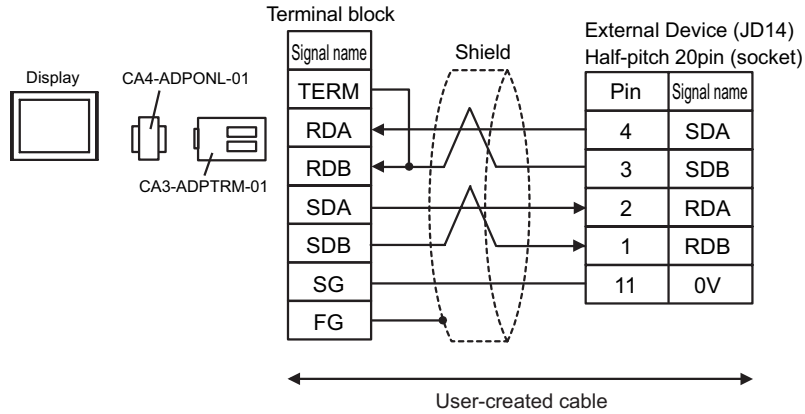 Terminal block
External Device (JD14)
Half-pitch 20pin (socket)
Display
CA4-ADPONL-01
CA3-ADPTRM-01
Shield
Signal name
TERM
RDA
RDB
SDA
SDB
SG
FG
Pin Signal name
4 SDA
3 SDB
2 RDA
1 RDB
11 0V
User-created cable